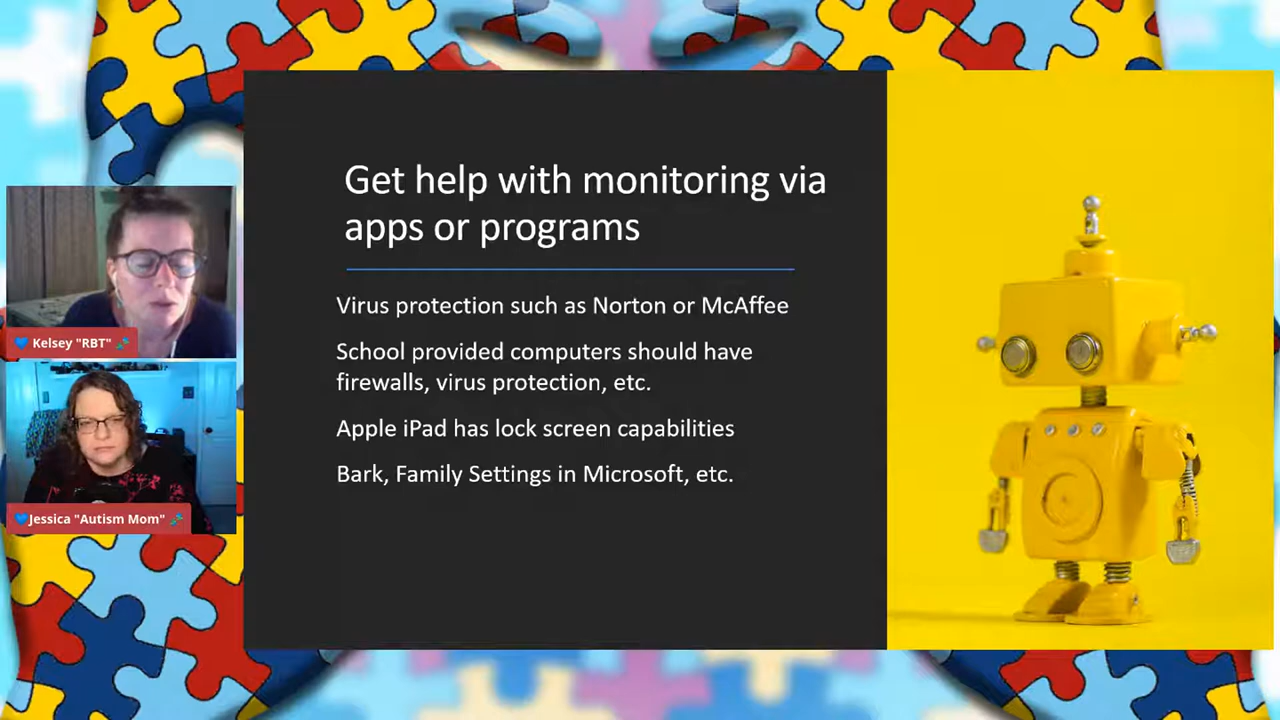 Get help with monitoring via
apps or programs
Virus protection such as Norton or McAffee
School provided computers should have
firewalls, virus protection, etc.
Apple iPad has lock screen capabilities
Bark, Family Settings in Microsoft, etc.
Kelsey "RBT"
Jessica "Autism Mom"